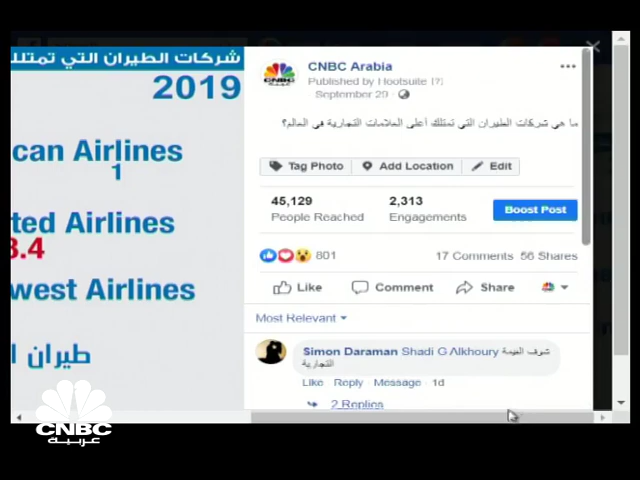 شركات الطيران التي تمتلك
2019
can Airlines
1
ted Airlines
3.4
west Airlines
طيران ا
CNBC Arabia
Published by Hootsuite [?]
September 29
ما هي شركات الطيران التي تمتلك أعلى العلامات التجارية في العالم؟
Tag Photo
Add Location
Edit
45,129
People Reached
2,313
Engagements
Boost Post
801
17 Comments 56 Shares
Like
Comment
Share
Most Relevant
Simon Daraman Shadi G Alkhoury شرف القيمة
التجارية
Like Reply Message 1d
2 Replies
CNBC
عربية